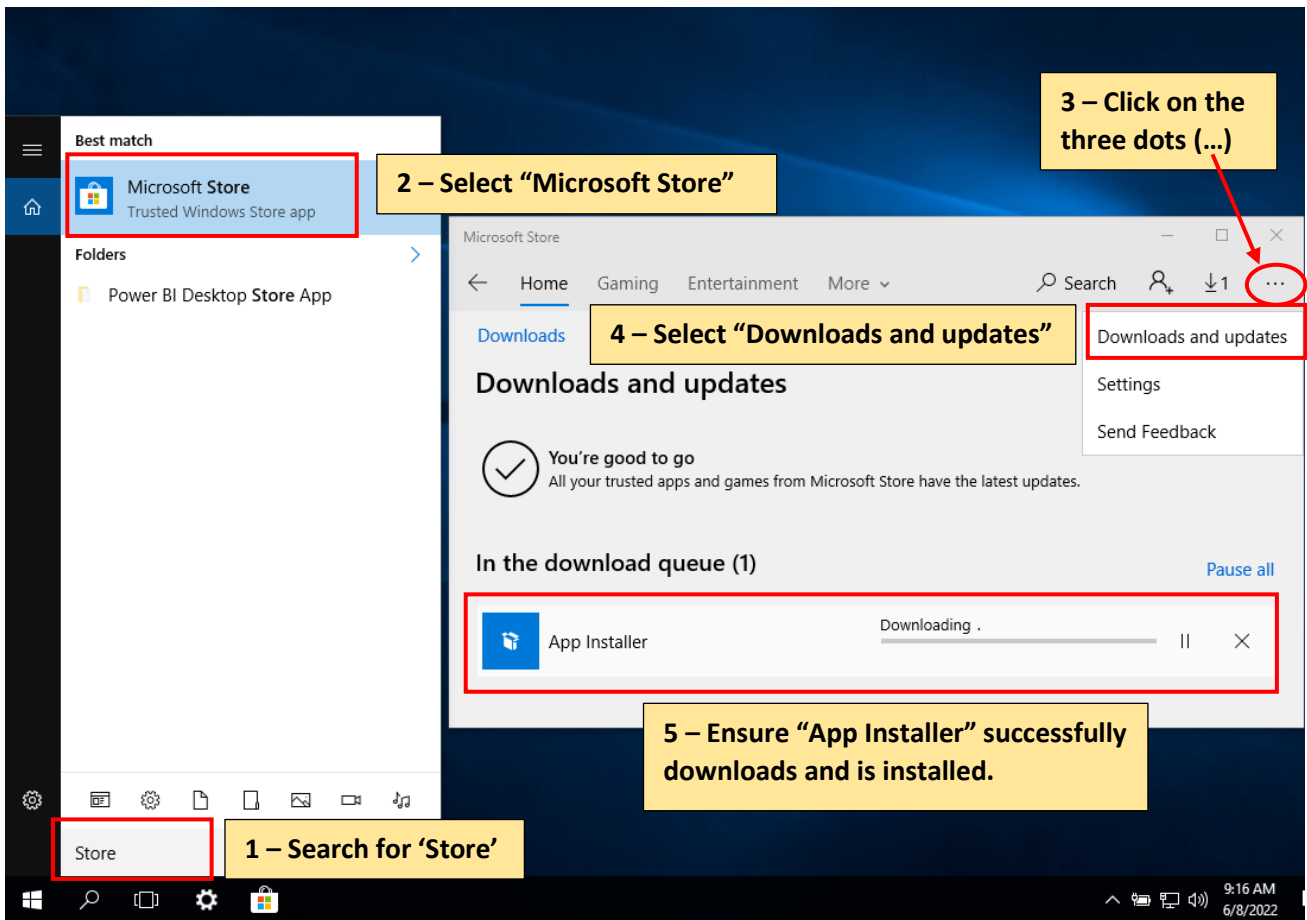 3 – Click on the
three dots (...)
Best match
Microsoft Store
Trusted Windows Store app
2 – Select “Microsoft Store”
Folders
Power BI Desktop Store App
Microsoft Store
Home Gaming Entertainment More Search 1 ...
Downloads
4 – Select “Downloads and updates”
Downloads and updates
Settings
Send Feedback
Downloads and updates
You're good to go
All your trusted apps and games from Microsoft Store have the latest updates.
In the download queue (1)
Pause all
App Installer
Downloading .
5 – Ensure “App Installer” successfully
downloads and is installed.
Store
1 – Search for ‘Store’
9:16 AM
6/8/2022